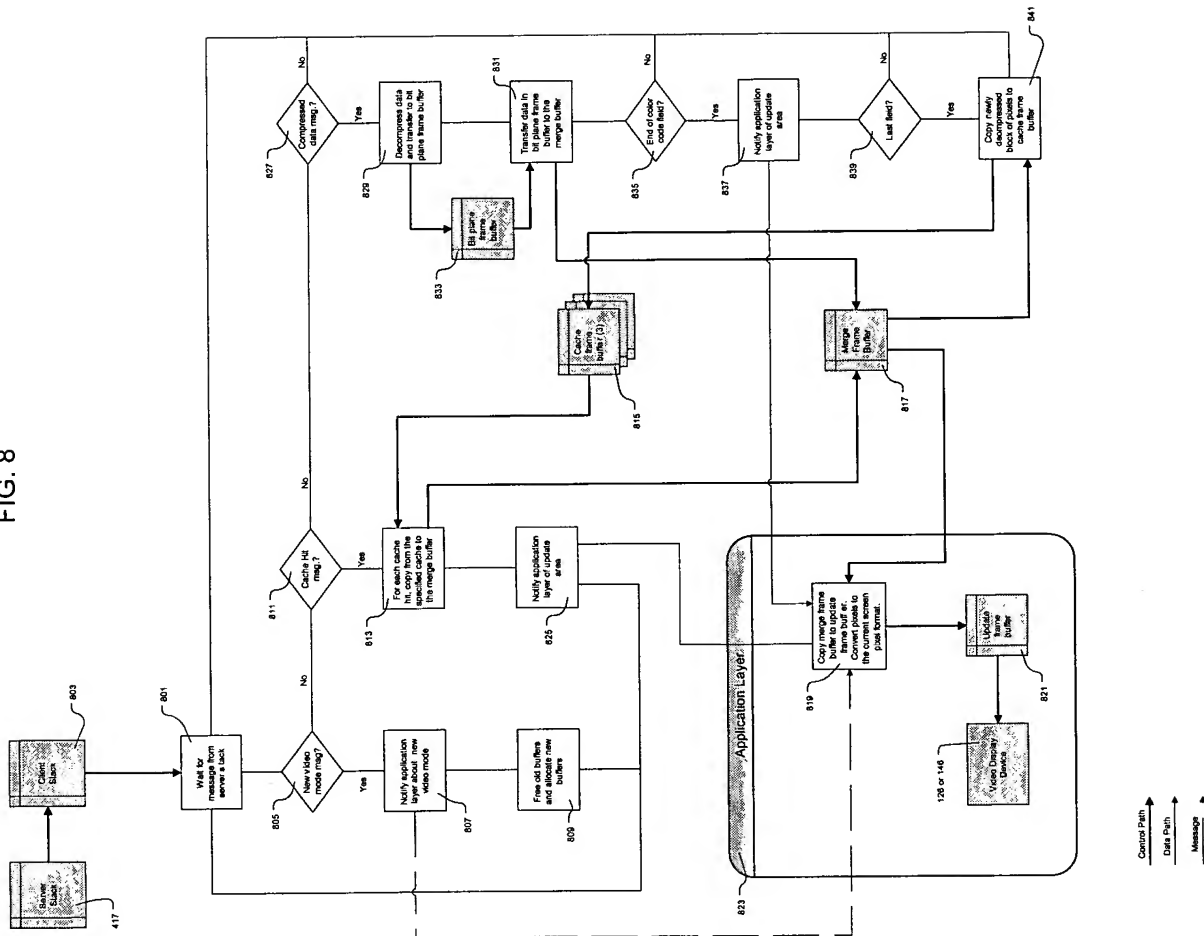 FIG. 8
Server
Stack
417
Client
Stack
803
Wait for
message from
server s tack
801
New video
mode msg?
805
No
Yes
Notify application
layer about new
video mode
807
Free old buffers
and allocate new
buffers
809
Cache Hit
msg.?
811
No
Yes
For each cache
hit, copy from the
specified cache to
the merge buffer
813
Notify application
layer of update
area
825
Compressed
data msg.?
827
No
Yes
Decompress data
and transfer to bit
plane frame buffer
829
Bit plane
frame
buffer
833
Transfer data in
bit plane frame
buffer to the
merge buffer
831
End of color
code field?
835
No
Yes
Notify application
layer of update
area
837
Last field?
839
No
Yes
Copy newly
decompressed
block of pixels to
cache frame
buffer
841
Cache
frame
buffer (3)
815
Merge
Frame
Buffer
817
Application Layer
823
Copy merge frame
buffer to update
frame buffer.
Convert pixels to
the current screen
pixel format.
819
Update
frame
buffer
821
Video Display
Device
126 or 146
Control Path
Data Path
Message